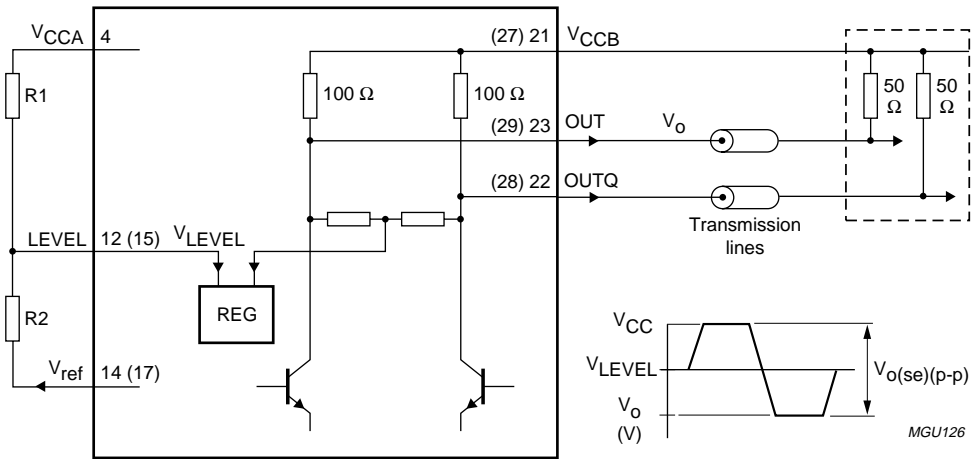 VCCA 4
(27) 21 VCCB
R1
100 Ω 100 Ω
50 Ω
50 Ω
(29) 23 OUT Vo
(28) 22 OUTQ
Transmission
lines
LEVEL 12 (15) VLEVEL
REG
R2
Vref 14 (17)
VCC
VLEVEL
Vo(se)(p-p)
Vo
(V)
MGU126